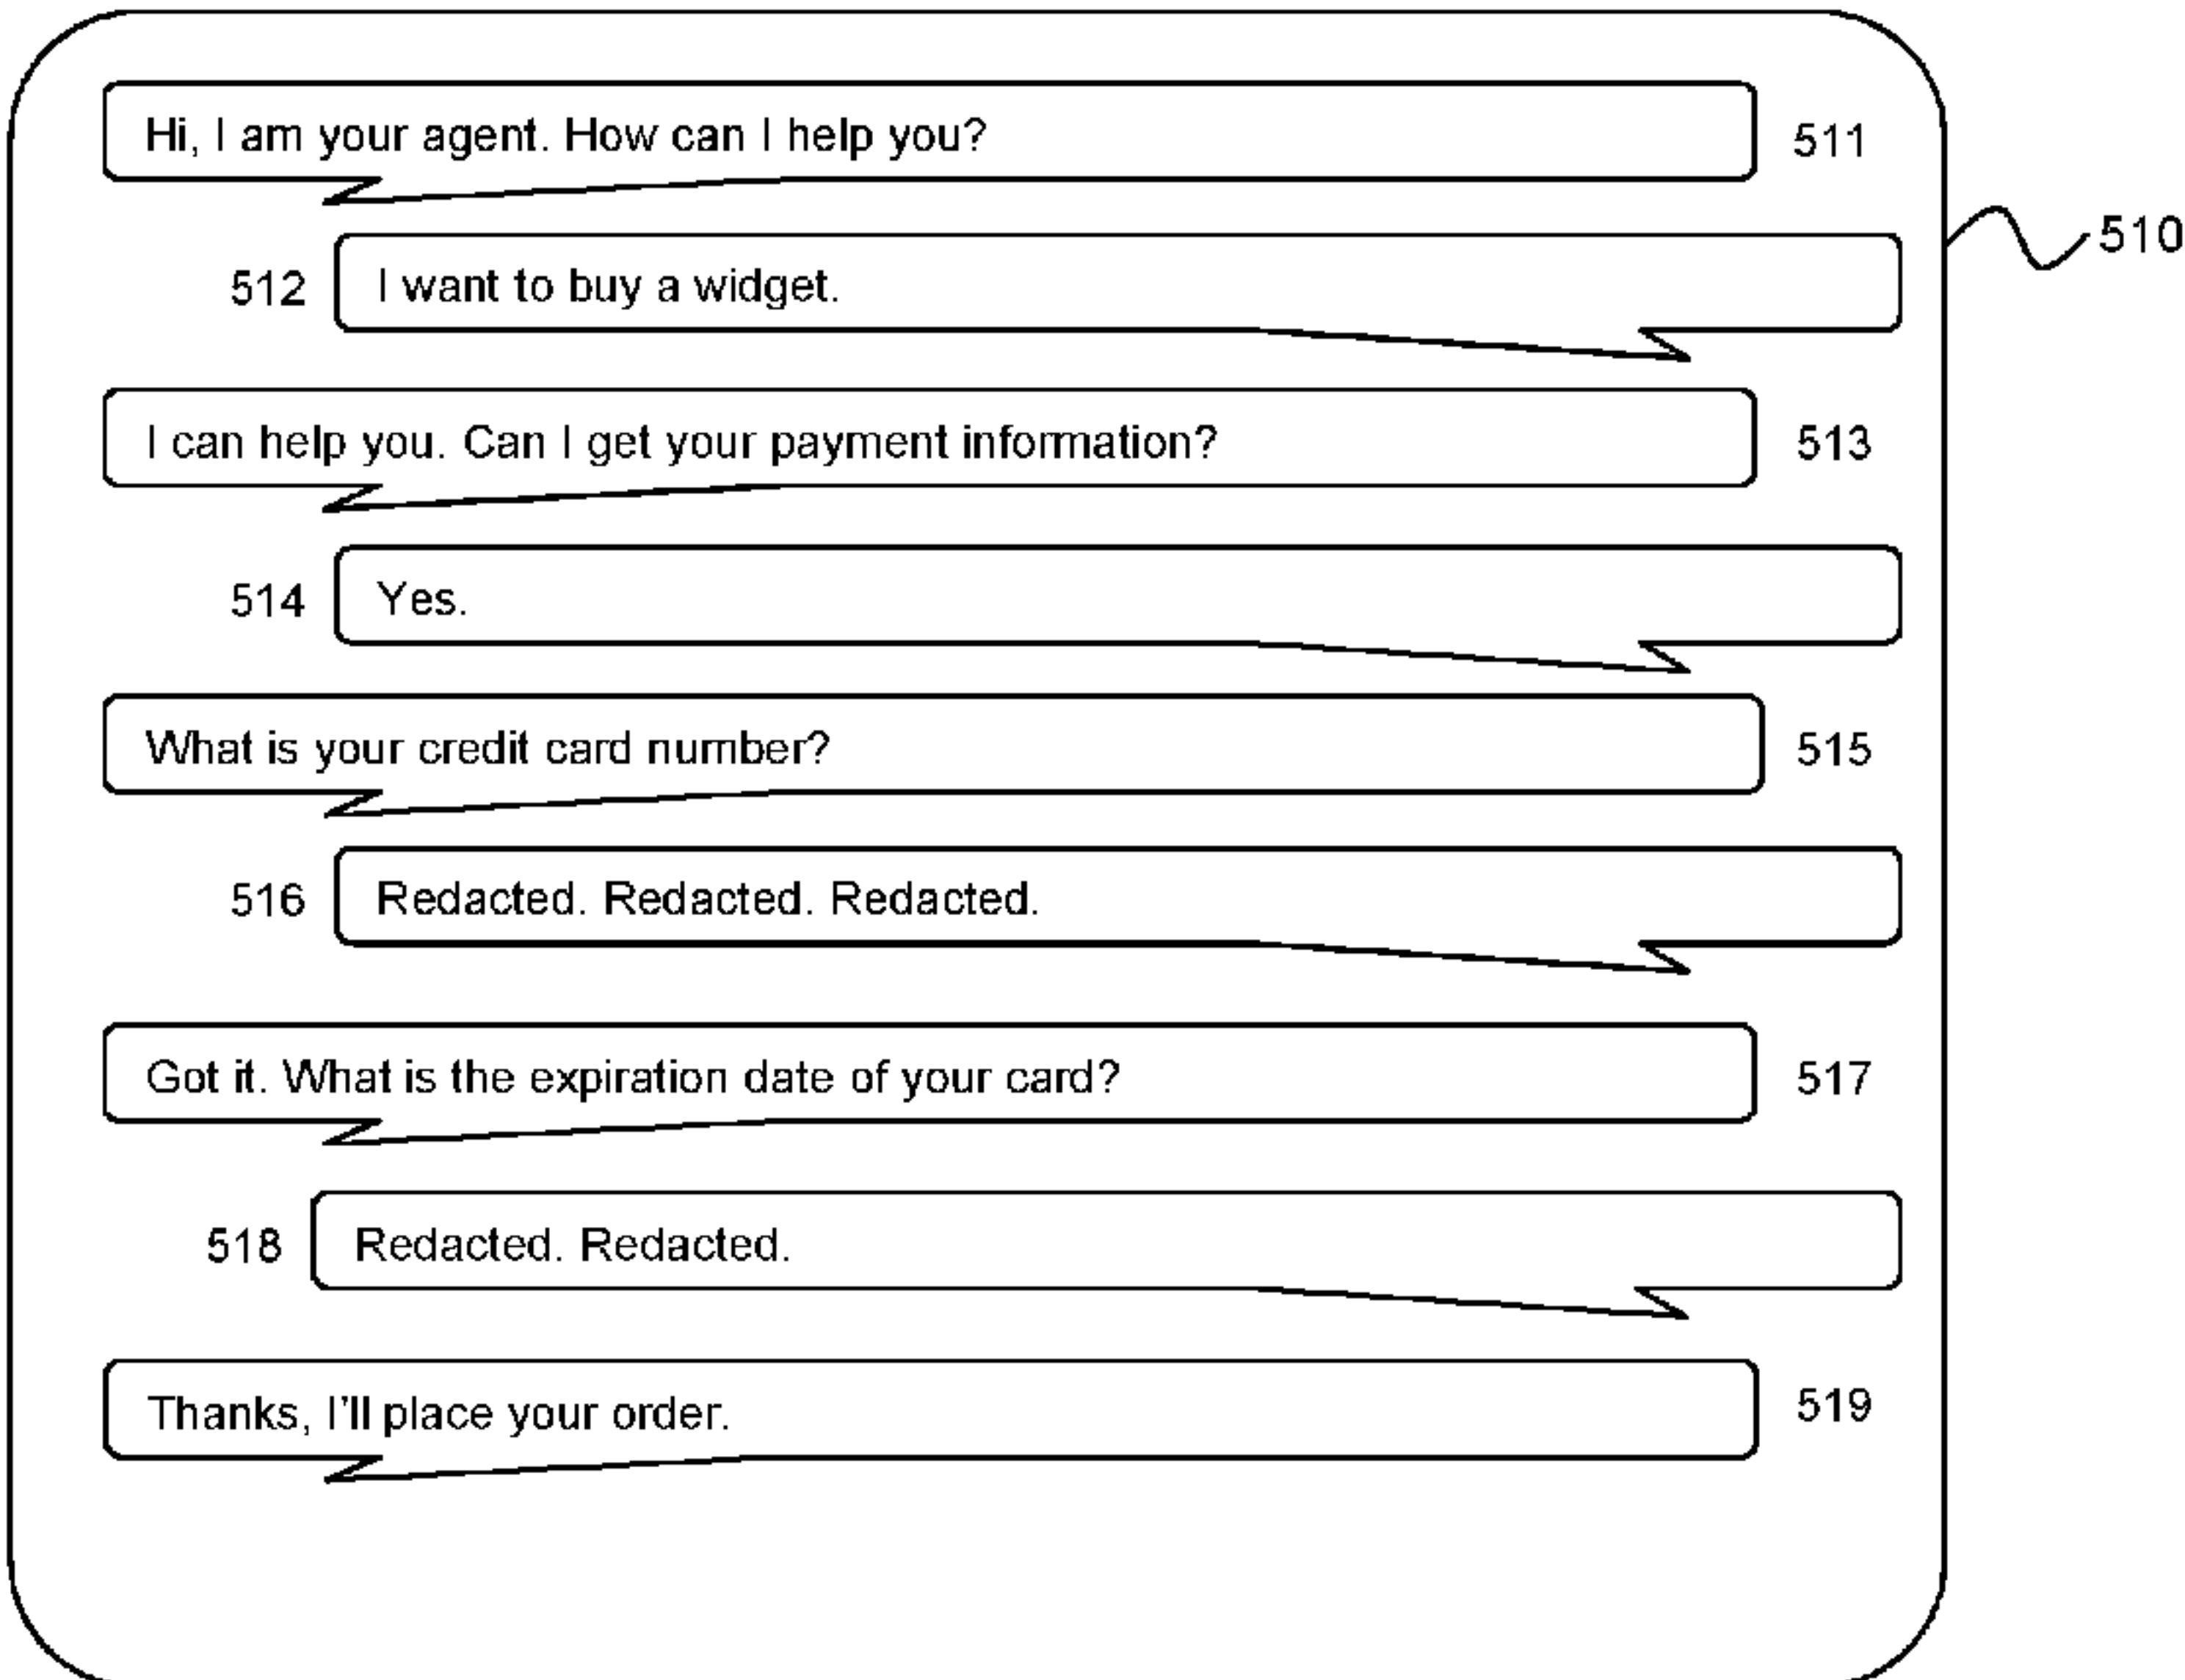 Hi, I am your agent. How can I help you?
511
510
512
I want to buy a widget.
I can help you. Can I get your payment information?
513
514
Yes.
What is your credit card number?
515
516
Redacted. Redacted. Redacted.
Got it. What is the expiration date of your card?
517
518
Redacted. Redacted.
Thanks, I'll place your order.
519